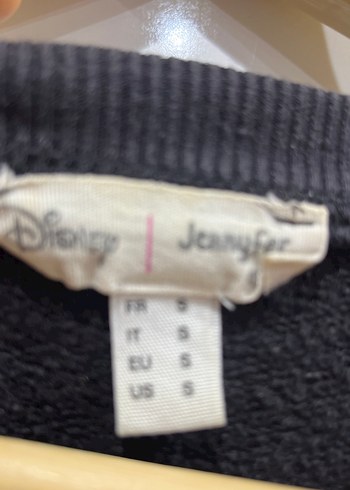 Disney | Jennyfer
FR S
IT S
EU S
US S